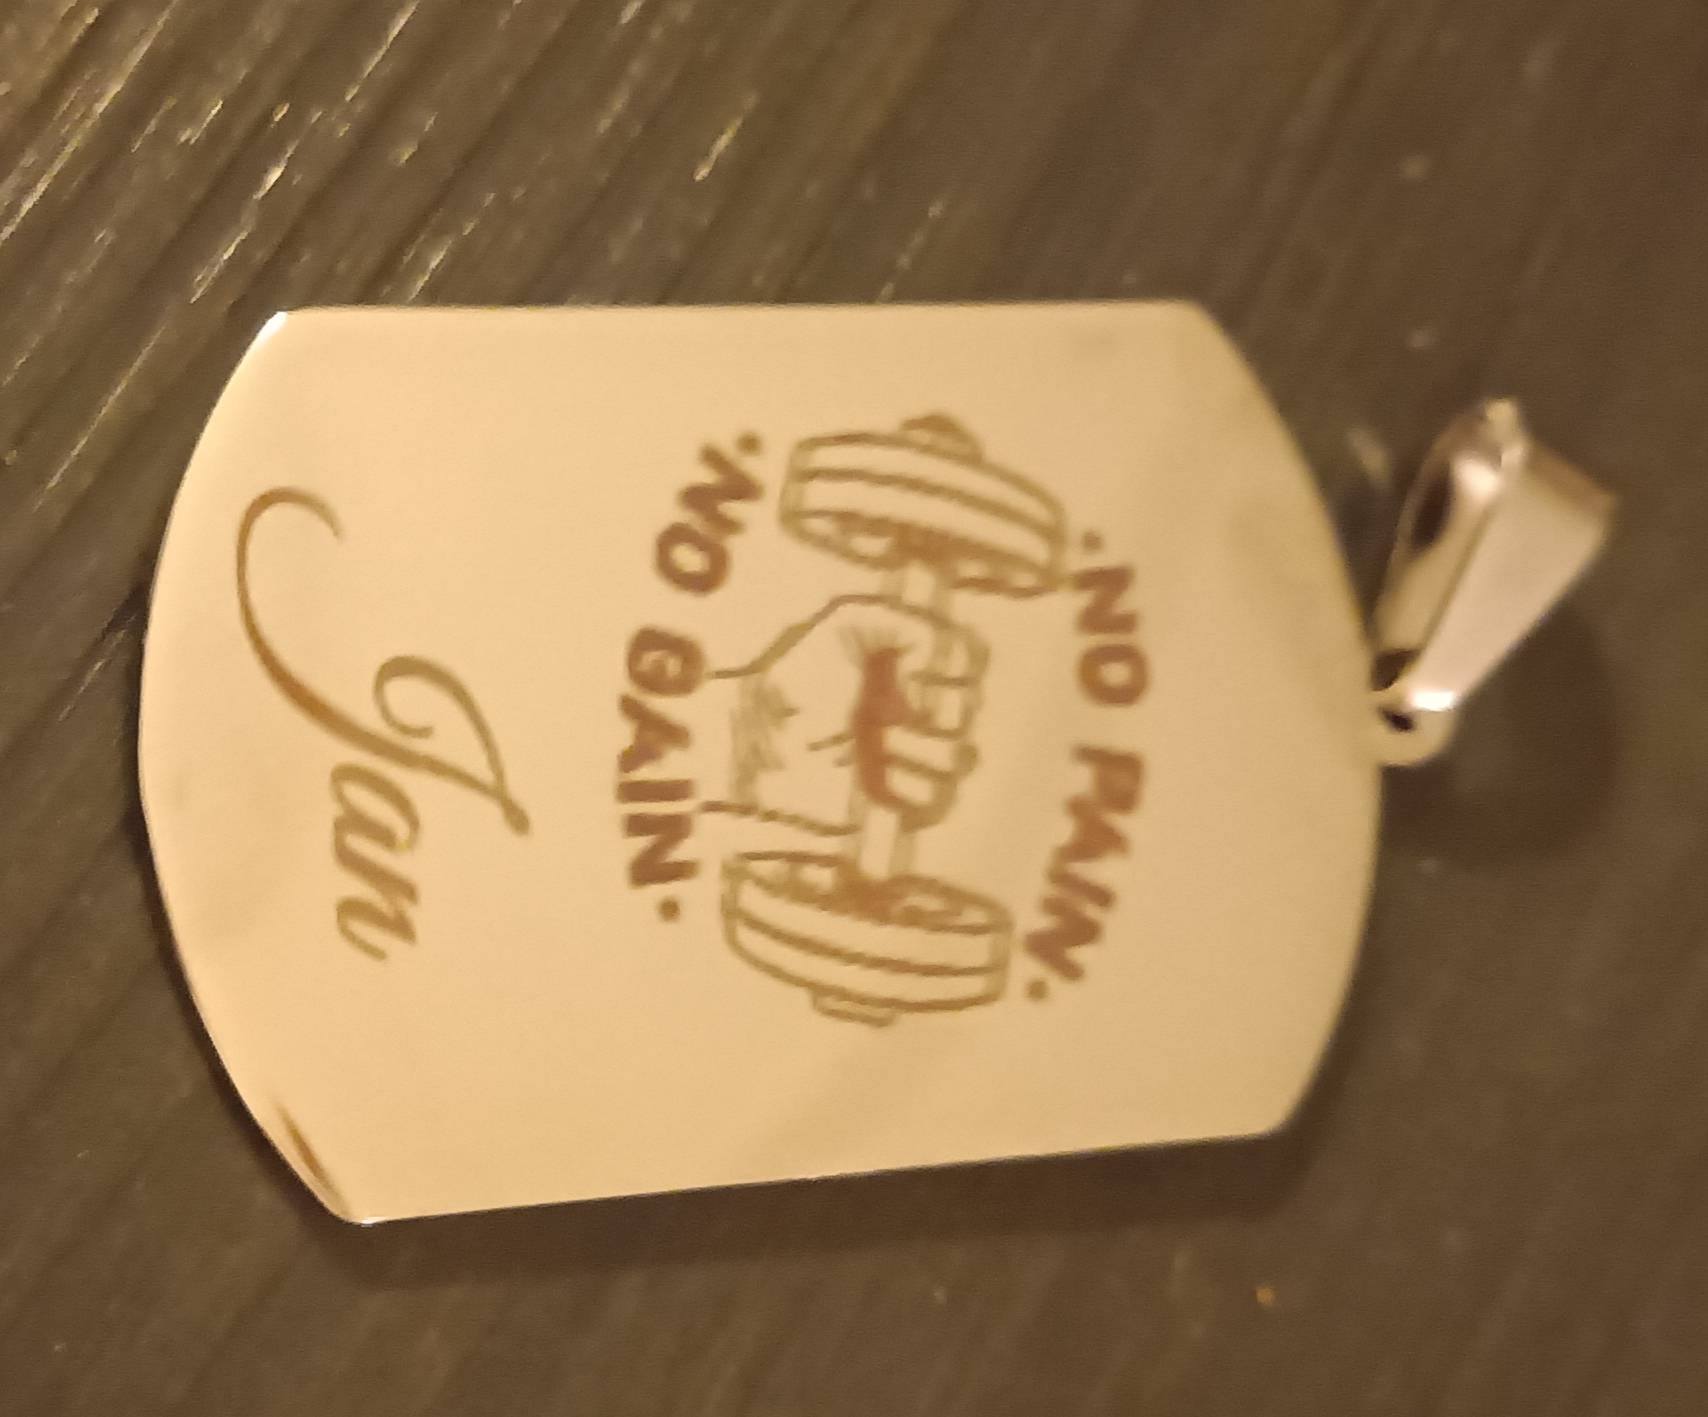 • NO PAIN •
• NO GAIN •
Jan